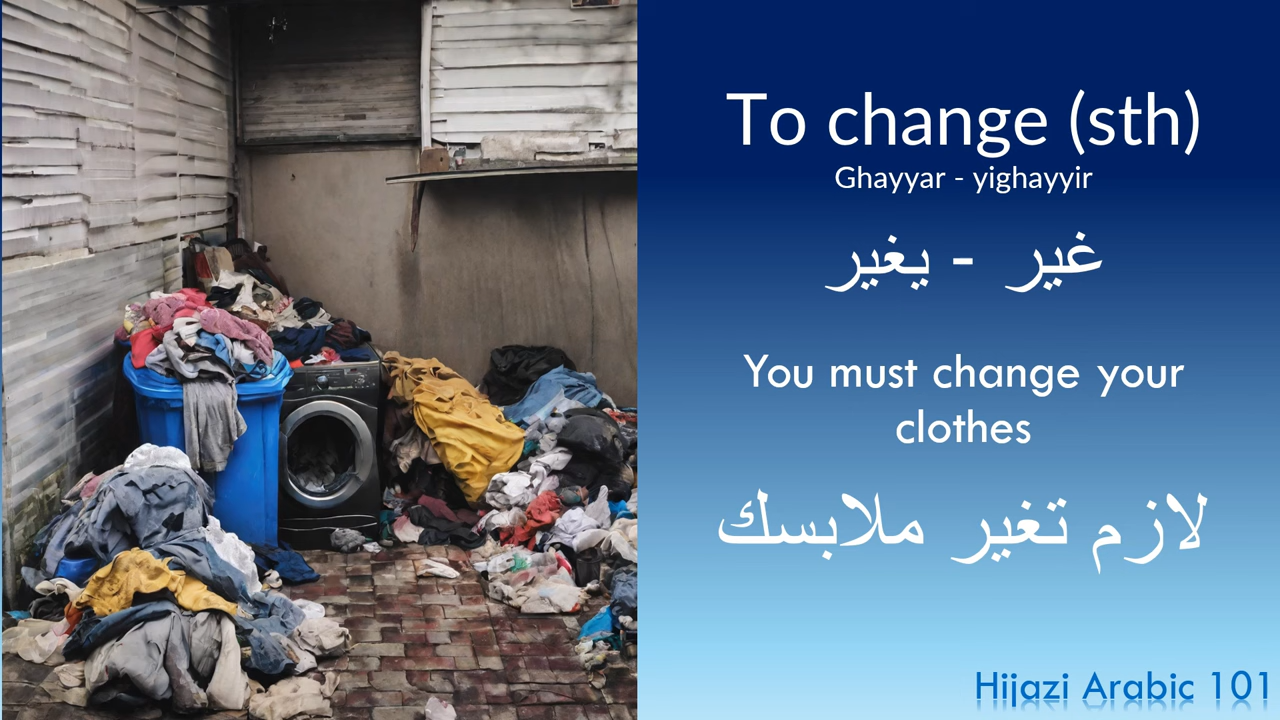 To change (sth)
Ghayyar - yighayyir
غير - يغير
You must change your
clothes
لازم تغير ملابسك
Hijazi Arabic 101